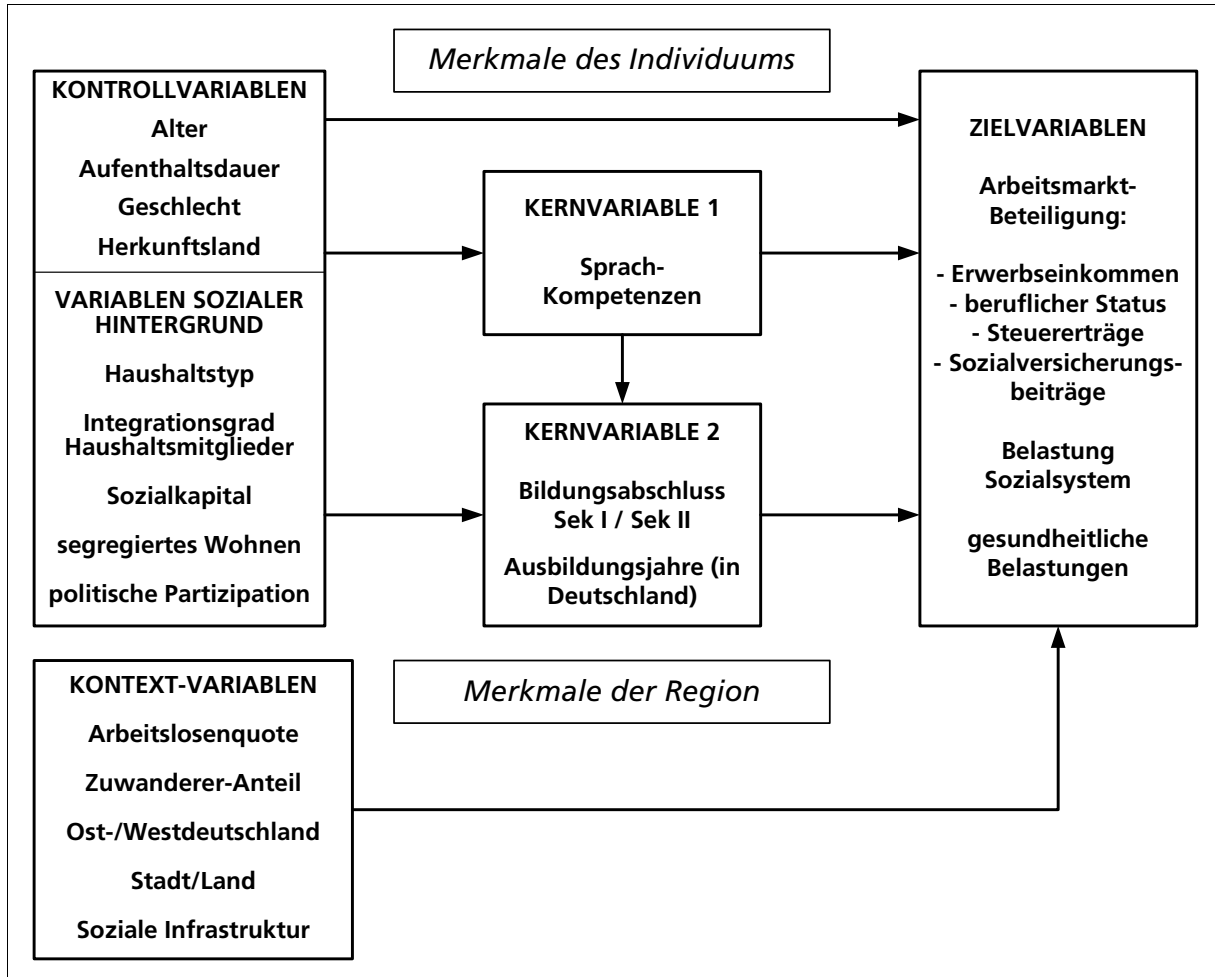 Merkmale des Individuums
KONTROLLVARIABLEN
Alter
Aufenthaltsdauer
Geschlecht
Herkunftsland
VARIABLEN SOZIALER
HINTERGRUND
Haushaltstyp
Integrationsgrad
Haushaltsmitglieder
Sozialkapital
segregiertes Wohnen
politische Partizipation
KERNVARIABLE 1
Sprach-
Kompetenzen
KERNVARIABLE 2
Bildungsabschluss
Sek I / Sek II
Ausbildungsjahre (in
Deutschland)
ZIELVARIABLEN
Arbeitsmarkt-
Beteiligung:
- Erwerbseinkommen
- beruflicher Status
- Steuererträge
- Sozialversicherungs-
beiträge
Belastung
Sozialsystem
gesundheitliche
Belastungen
Merkmale der Region
KONTEXT-VARIABLEN
Arbeitslosenquote
Zuwanderer-Anteil
Ost-/Westdeutschland
Stadt/Land
Soziale Infrastruktur